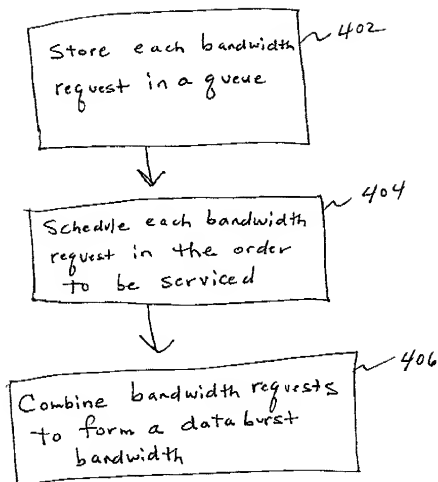 Store each bandwidth
request in a queue
402
Schedule each bandwidth
request in the order
to be serviced
404
Combine bandwidth requests
to form a data burst
bandwidth
406